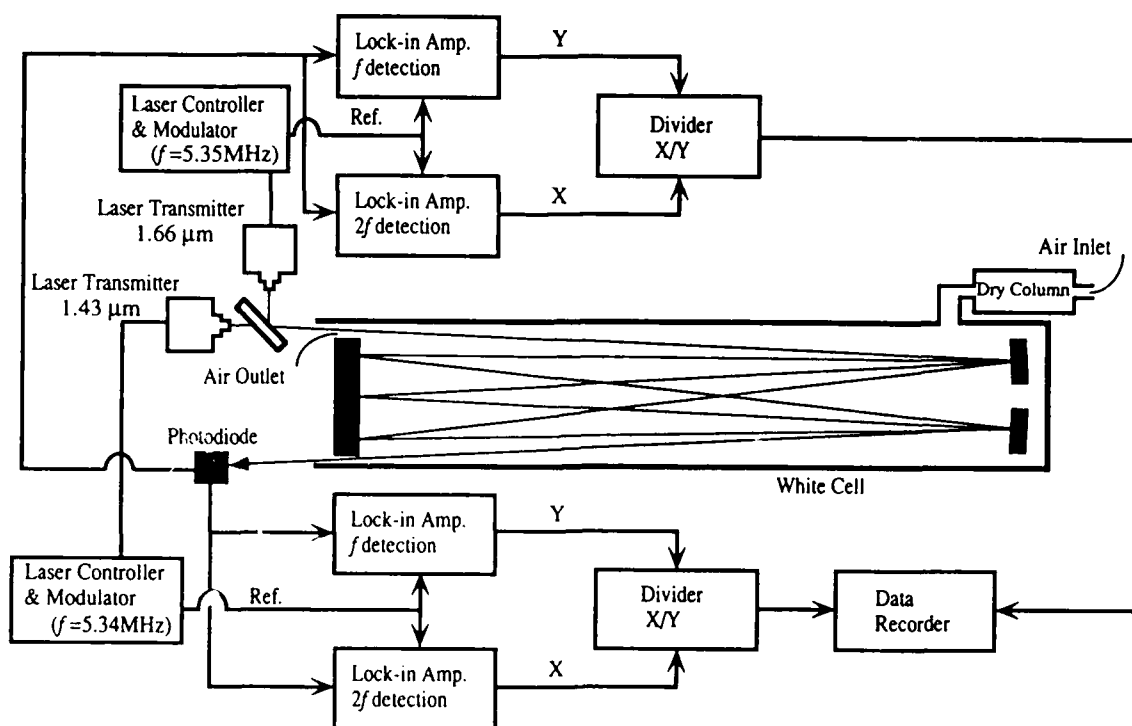 Lock-in Amp.
f detection
Y
Laser Controller
& Modulator
(f=5.35MHz)
Ref.
Divider
X/Y
Lock-in Amp.
2f detection
X
Laser Transmitter
1.66 μm
Laser Transmitter
1.43 μm
Air Inlet
Dry Column
Air Outlet
Photodiode
White Cell
Lock-in Amp.
f detection
Y
Laser Controller
& Modulator
(f=5.34MHz)
Ref.
Divider
X/Y
Data
Recorder
Lock-in Amp.
2f detection
X